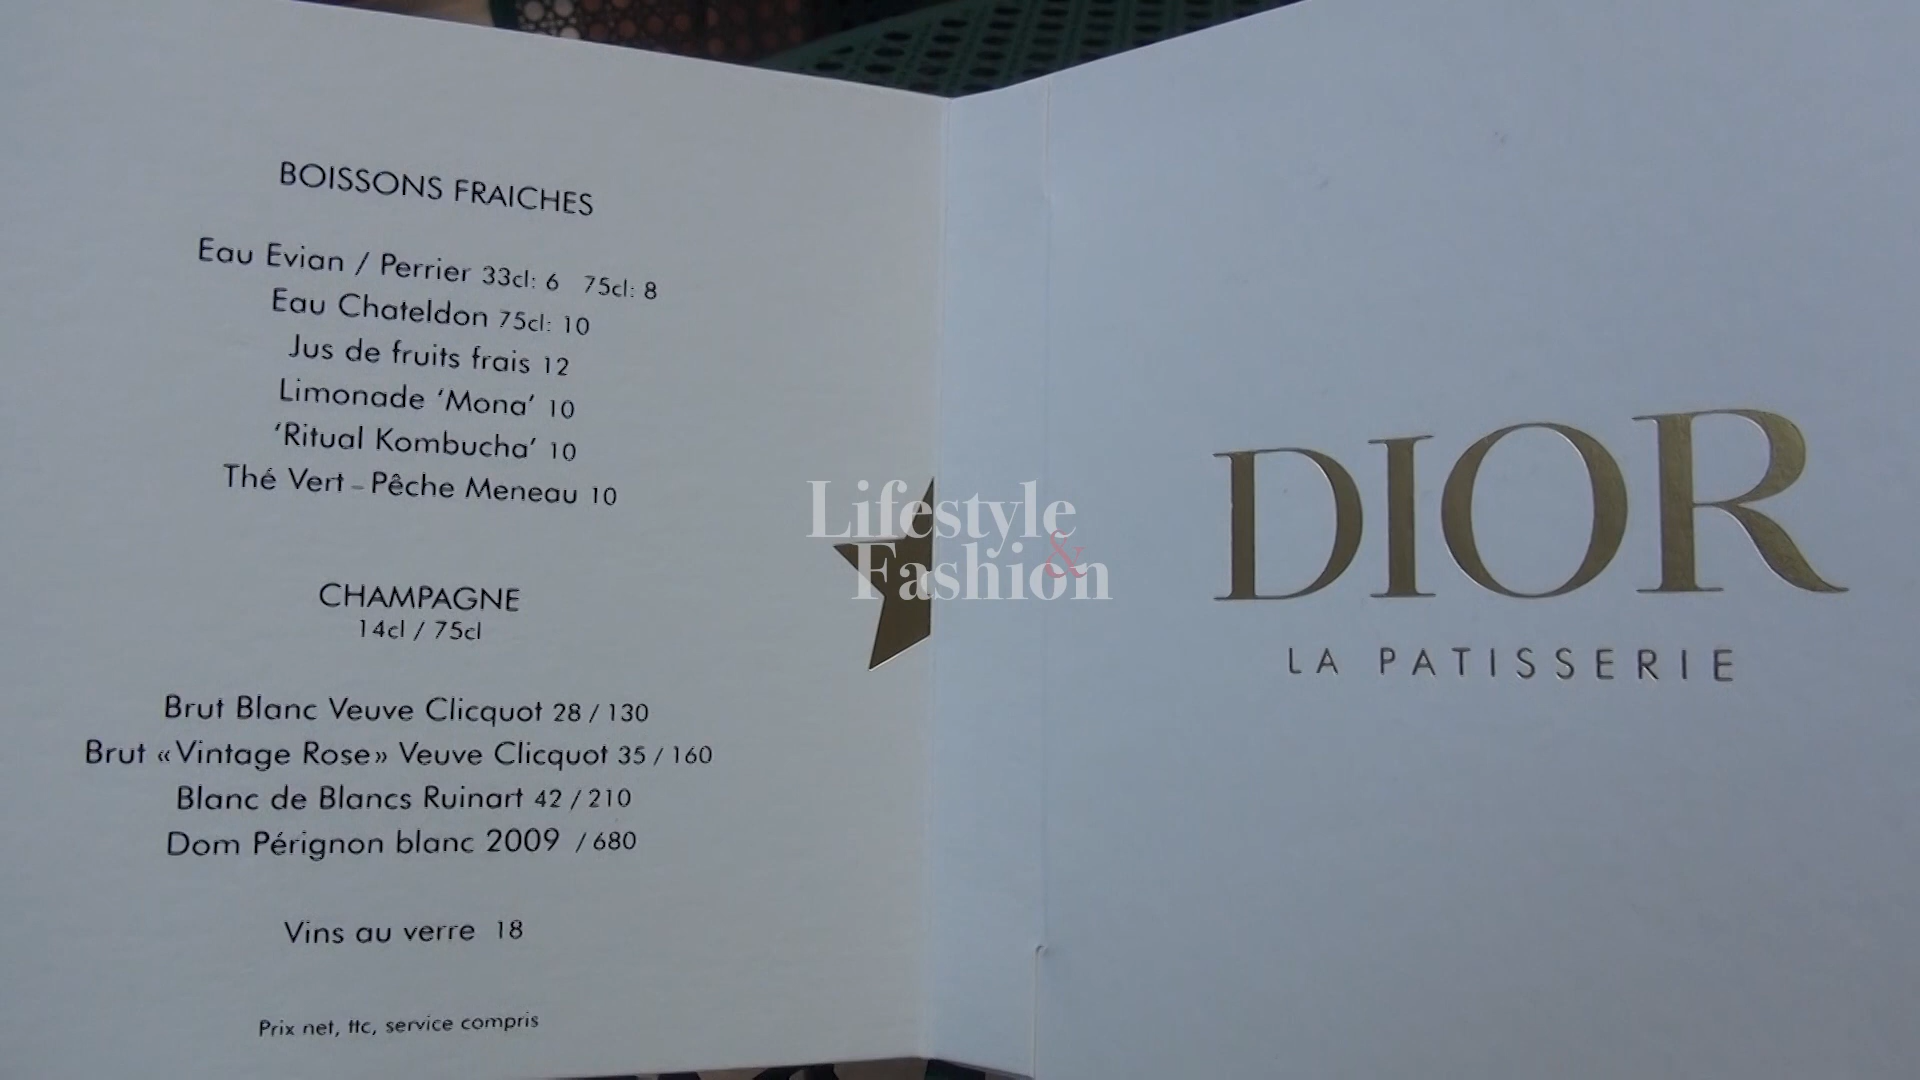 BOISSONS FRAICHES
Eau Evian / Perrier 33cl: 6 75cl: 8
Eau Chateldon 75cl: 10
Jus de fruits frais 12
Limonade ‘Mona’ 10
‘Ritual Kombucha’ 10
Thé Vert - Pêche Meneau 10
CHAMPAGNE
14cl / 75cl
Brut Blanc Veuve Clicquot 28 / 130
Brut «Vintage Rose» Veuve Clicquot 35 / 160
Blanc de Blancs Ruinart 42 / 210
Dom Pérignon blanc 2009 / 680
Vins au verre 18
Prix net, ttc, service compris
Lifestyle
& Fashion
DIOR
LA PATISSERIE